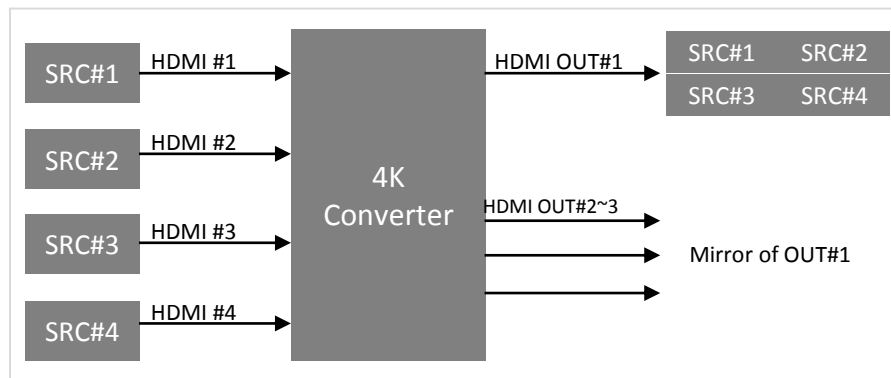 SRC#1
HDMI #1
HDMI OUT#1
SRC#1 SRC#2
SRC#3 SRC#4
SRC#2
HDMI #2
4K
Converter
HDMI OUT#2~3
SRC#3
HDMI #3
Mirror of OUT#1
SRC#4
HDMI #4